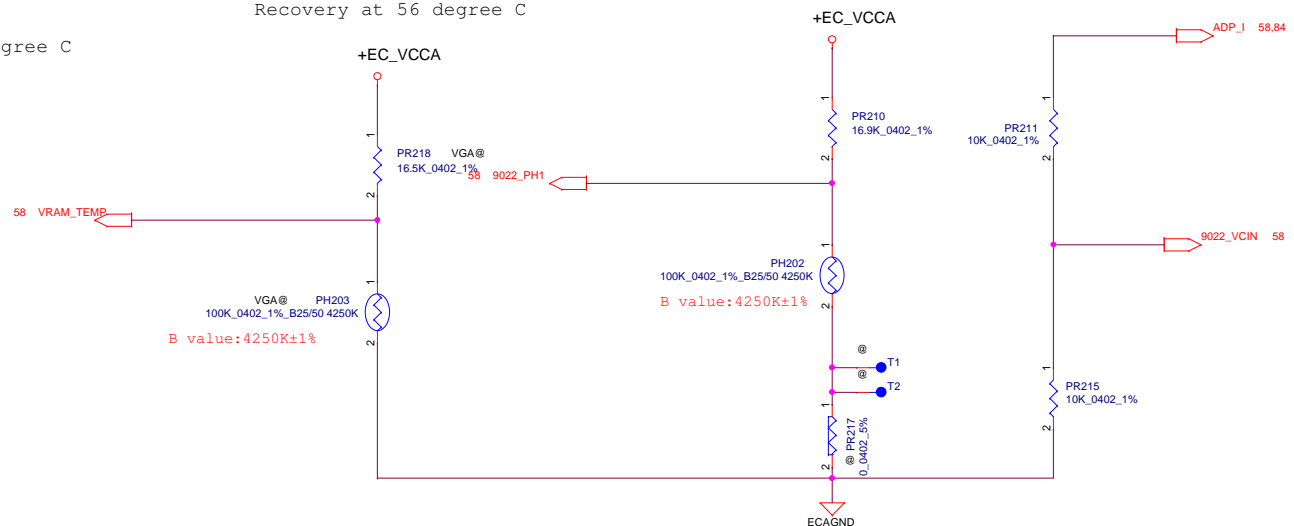 Recovery at 56 degree C
gree C
+EC_VCCA
+EC_VCCA
ADP_I 58,84
1
PR218 VGA@
16.5K_0402_1%
2
1
PR210
16.9K_0402_1%
2
1
PR211
10K_0402_1%
2
58 9022_PH1
58 VRAM_TEMP
9022_VCIN 58
1
VGA@ PH203
100K_0402_1%_B25/50 4250K
B value:4250K±1%
2
1
PH202
100K_0402_1%_B25/50 4250K
B value:4250K±1%
2
@
T1
@
T2
1
@ PR217
0_0402_5%
2
1
PR215
10K_0402_1%
2
ECAGND